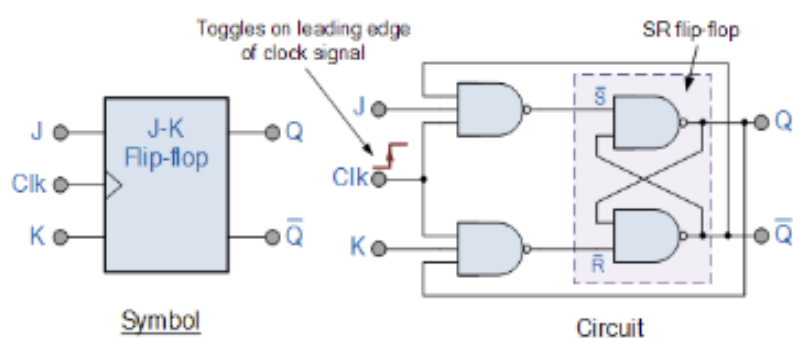 Toggles on leading edge
of clock signal
SR flip-flop
J
J-K
Flip-flop
Q
Clk
K
Q̅
Symbol
J
S̅
Q
Clk
K
R̅
Q̅
Circuit